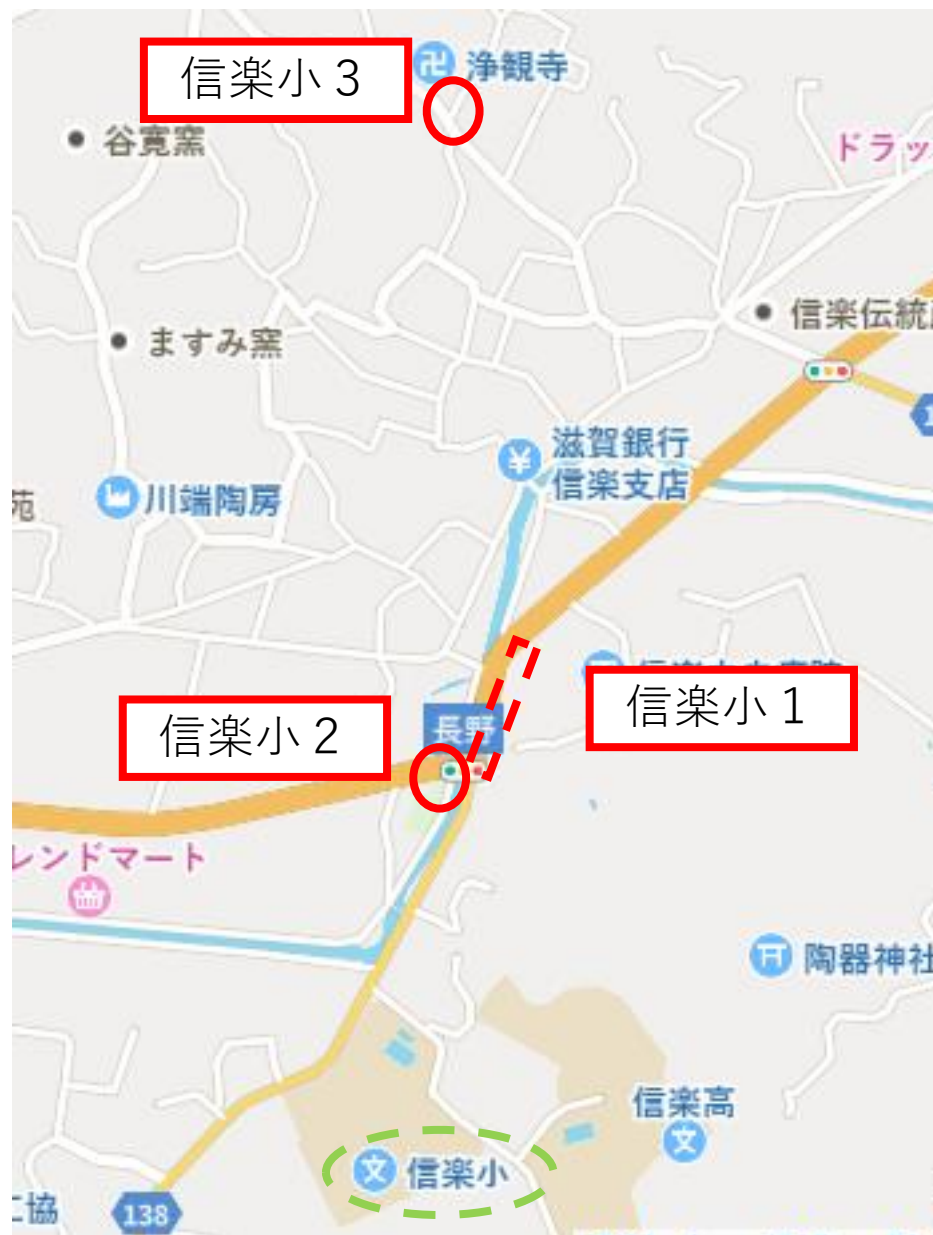 信楽小３
浄観寺
谷寛窯
ドラッ
信楽伝統
ますみ窯
滋賀銀行
信楽支店
苑
川端陶房
信楽小１
信楽小２
長野
レンドマート
陶器神社
信楽高
信楽小
工協
138